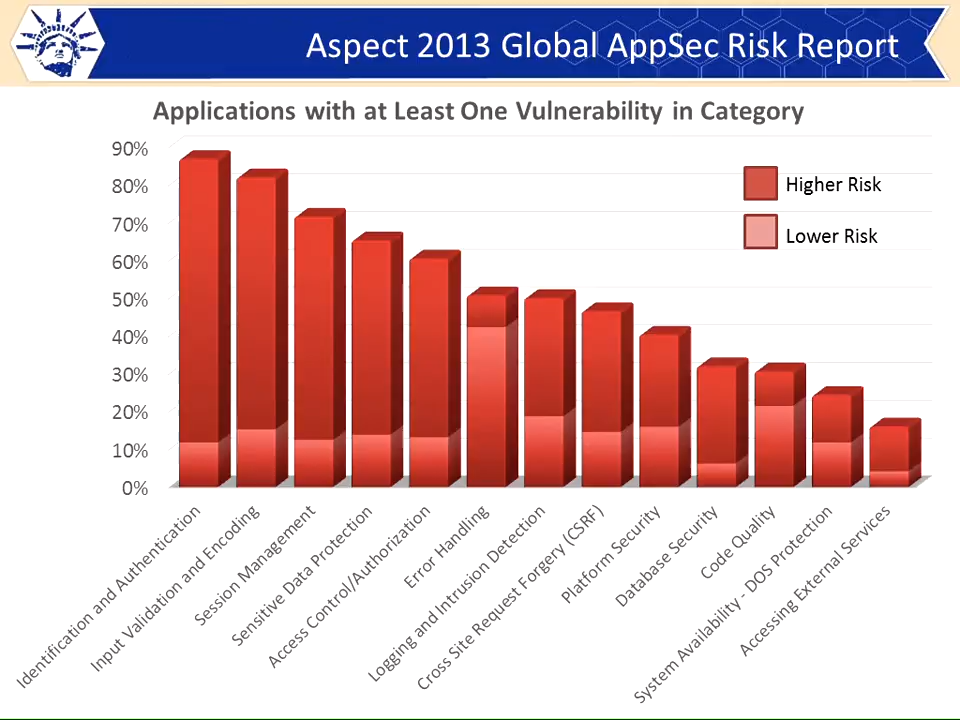 Aspect 2013 Global AppSec Risk Report
Applications with at Least One Vulnerability in Category
90%
80%
70%
60%
50%
40%
30%
20%
10%
0%
Higher Risk
Lower Risk
Identification and Authentication
Input Validation and Encoding
Session Management
Sensitive Data Protection
Access Control/Authorization
Error Handling
Logging and Intrusion Detection
Cross Site Request Forgery (CSRF)
Platform Security
Database Security
Code Quality
System Availability - DOS Protection
Accessing External Services